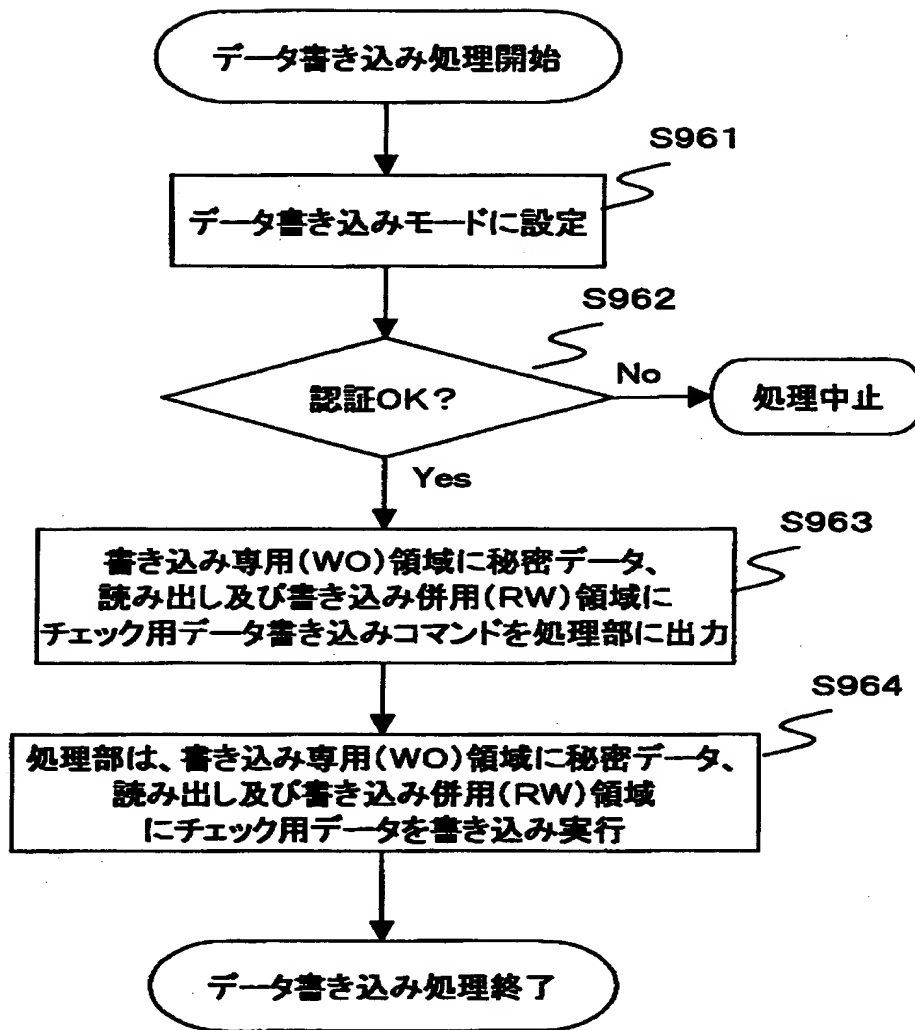 データ書き込み処理開始
S961
データ書き込みモードに設定
S962
認証OK?
No
処理中止
Yes
S963
書き込み専用(WO)領域に秘密データ、
読み出し及び書き込み併用(RW)領域に
チェック用データ書き込みコマンドを処理部に出力
S964
処理部は、書き込み専用(WO)領域に秘密データ、
読み出し及び書き込み併用(RW)領域
にチェック用データを書き込み実行
データ書き込み処理終了